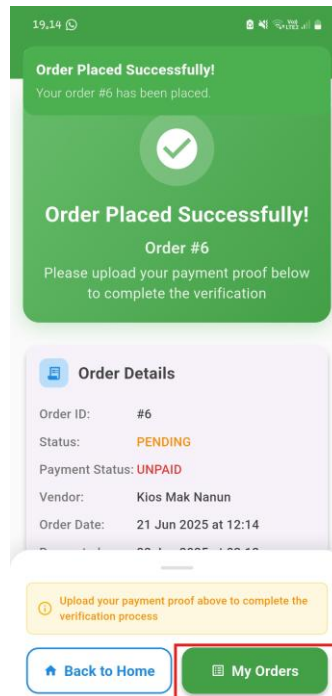 19.14
Order Placed Successfully!
Your order #6 has been placed.
Order Placed Successfully!
Order #6
Please upload your payment proof below
to complete the verification
Order Details
Order ID: #6
Status: PENDING
Payment Status: UNPAID
Vendor: Kios Mak Nanun
Order Date: 21 Jun 2025 at 12:14
Upload your payment proof above to complete the
verification process
Back to Home
My Orders